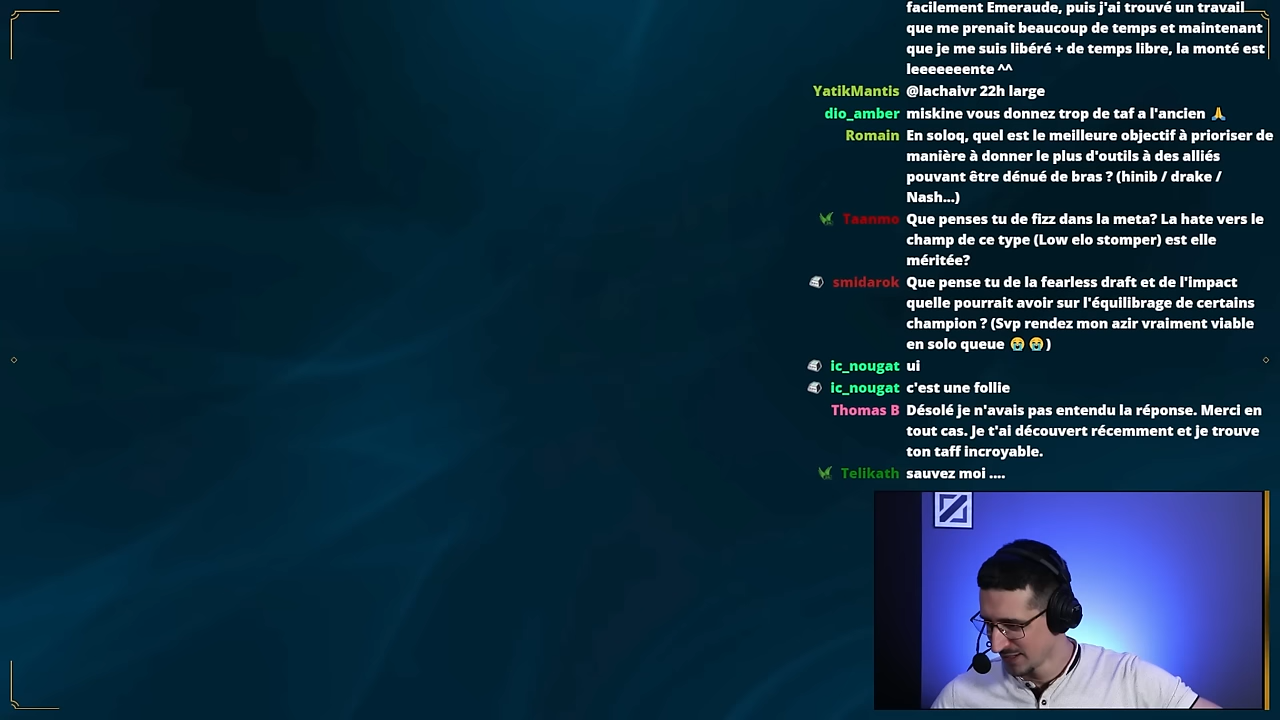 facilement Emeraude, puis j'ai trouvé un travail
que me prenait beaucoup de temps et maintenant
que je me suis libéré + de temps libre, la monté est
leeeeeeente ^^
YatikMantis @lachaivr 22h large
dio_amber miskine vous donnez trop de taf a l'ancien 🙏
Romain En soloq, quel est le meilleure objectif à prioriser de
manière à donner le plus d'outils à des alliés
pouvant être dénué de bras ? (hinib / drake /
Nash...)
Taanmo Que penses tu de fizz dans la meta? La hate vers le
champ de ce type (Low elo stomper) est elle
méritée?
smidarok Que pense tu de la fearless draft et de l'impact
quelle pourrait avoir sur l'équilibrage de certains
champion ? (Svp rendez mon azir vraiment viable
en solo queue 😭 😭)
ic_nougat ui
ic_nougat c'est une follie
Thomas B Désolé je n'avais pas entendu la réponse. Merci en
tout cas. Je t'ai découvert récemment et je trouve
ton taff incroyable.
Telikath sauvez moi ....